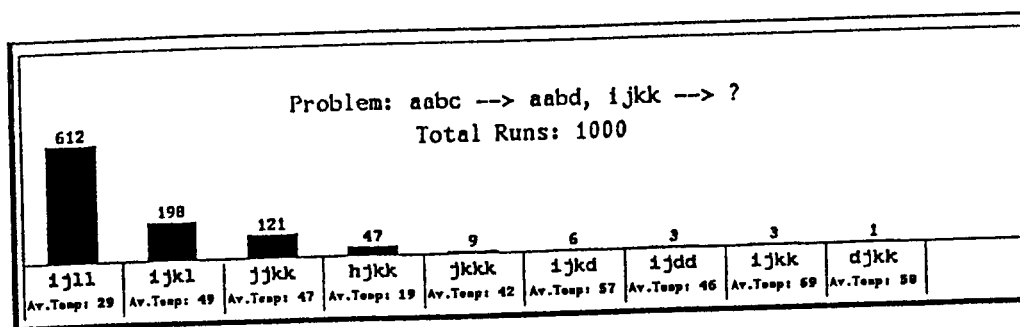 Problem: aabc --> aabd, ijkk --> ?
Total Runs: 1000
612 198 121 47 9 6 3 3 1
ijll ijkl jjkk hjkk jkkk ijkd ijdd ijkk djkk
Av.Temp: 29 Av.Temp: 49 Av.Temp: 47 Av.Temp: 19 Av.Temp: 42 Av.Temp: 57 Av.Temp: 46 Av.Temp: 69 Av.Temp: 58